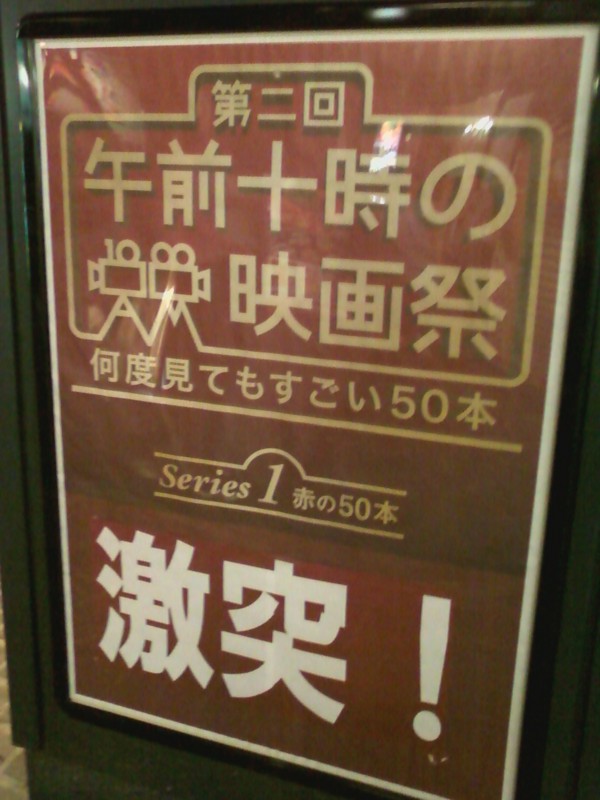 第二回
午前十時の
映画祭
何度見てもすごい50本
Series 1 赤の50本
激突！